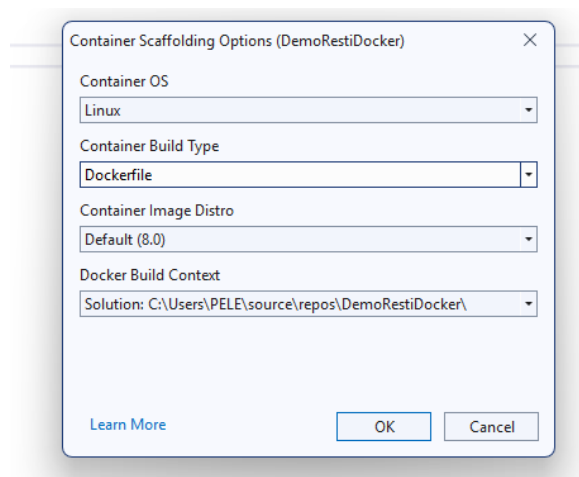 Container Scaffolding Options (DemoRestiDocker)
Container OS
Linux
Container Build Type
Dockerfile
Container Image Distro
Default (8.0)
Docker Build Context
Solution: C:\Users\PELE\source\repos\DemoRestiDocker\
Learn More
OK
Cancel